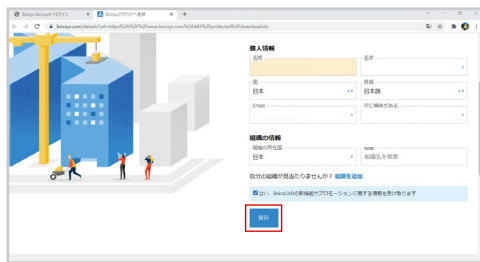 Bricsys Account へログイン
Bricsysアカウントへ登録
個人情報
名前
名字
国
言語
日本
日本語
Email
次に興味がある
組織の情報
組織の所在国
日本
組織名を検索
自分の組織が見当たりませんか? 組織を追加
はい、BricsCADの新機能やプロモーションに関する情報を受け取ります
保存